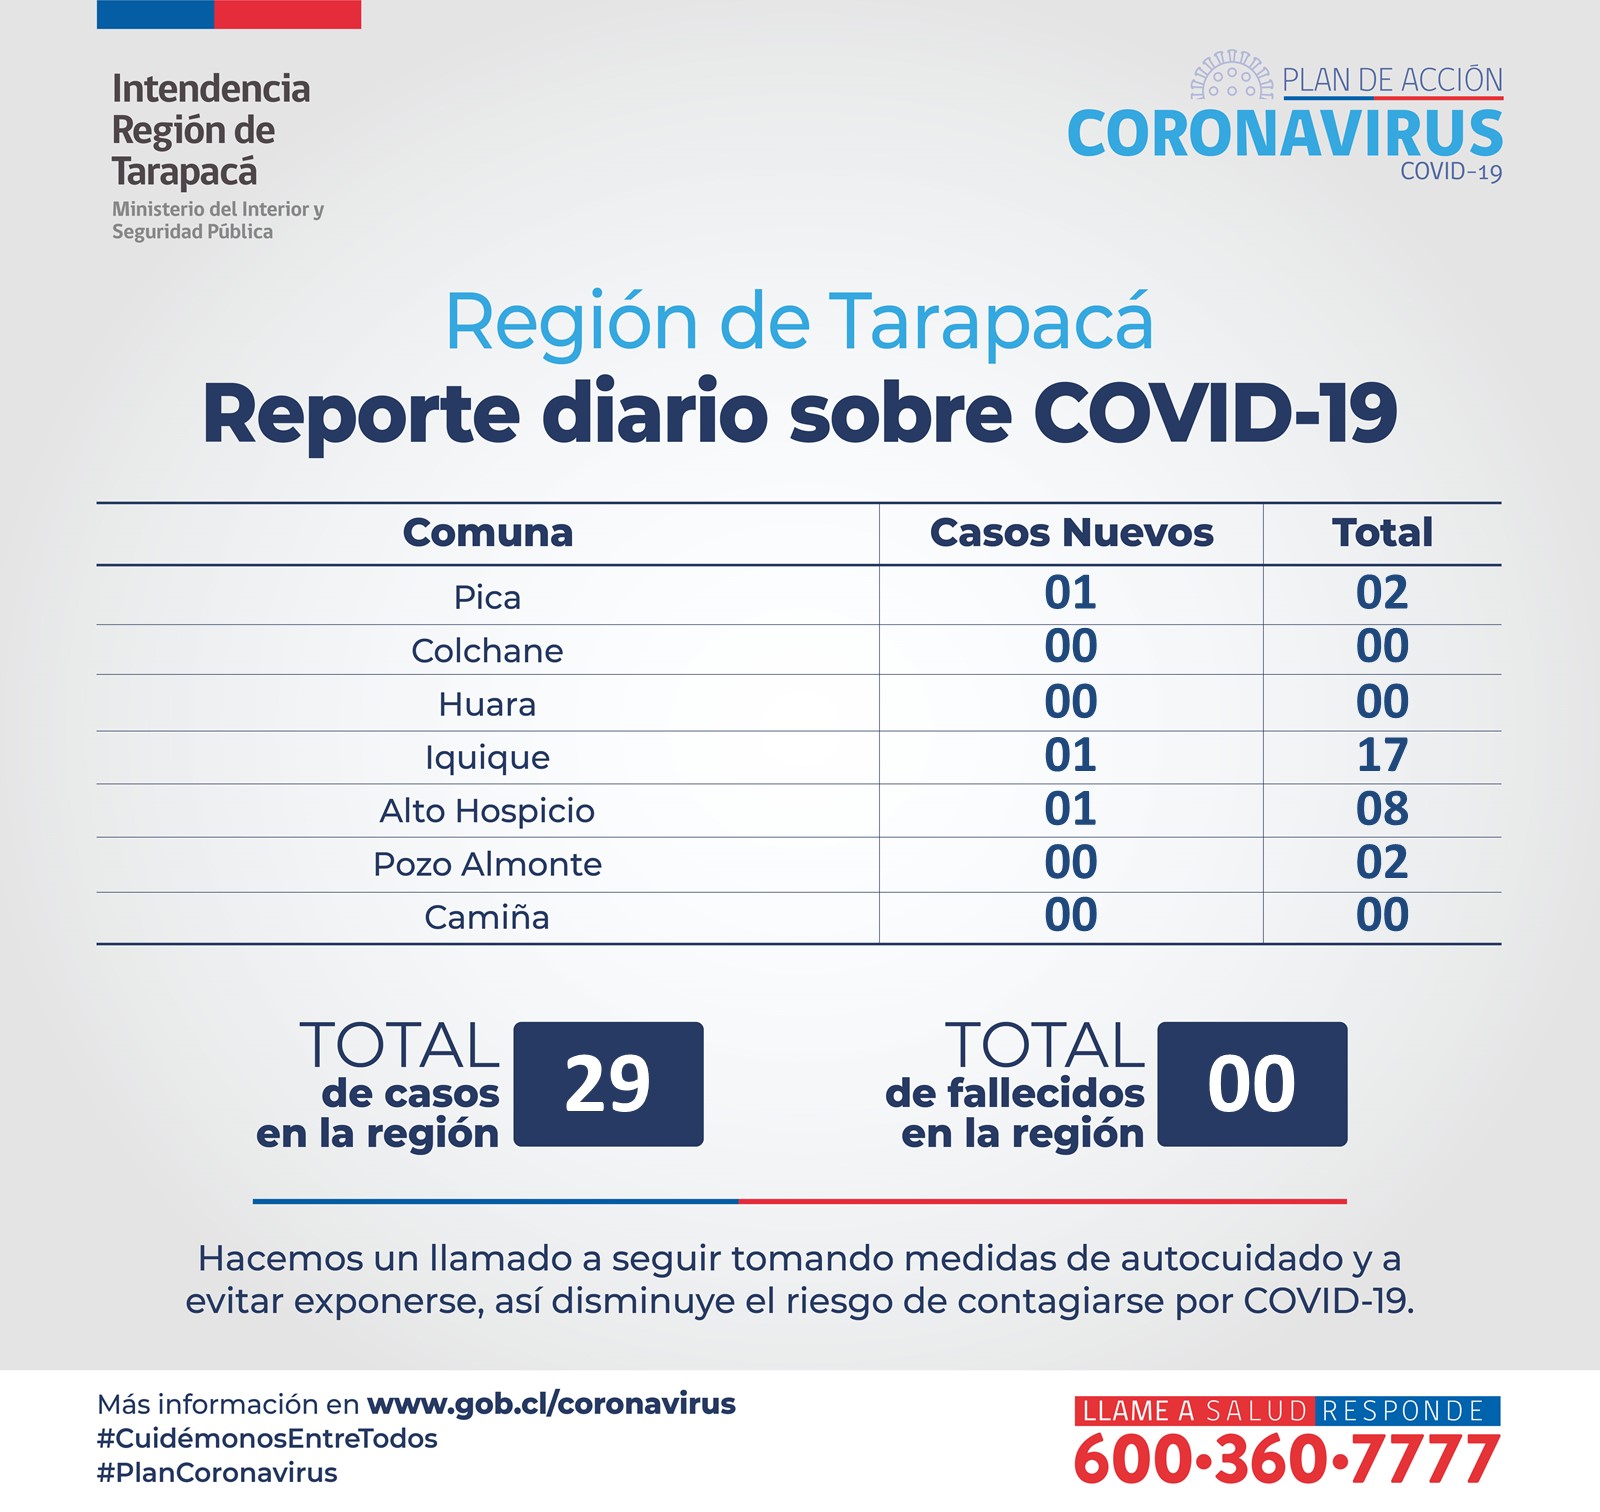 Intendencia
Región de
Tarapacá
Ministerio del Interior y
Seguridad Pública
PLAN DE ACCIÓN
CORONAVIRUS
COVID-19
Región de Tarapacá
Reporte diario sobre COVID-19
Comuna Casos Nuevos Total
Pica 01 02
Colchane 00 00
Huara 00 00
Iquique 01 17
Alto Hospicio 01 08
Pozo Almonte 00 02
Camiña 00 00
TOTAL
de casos
en la región
29
TOTAL
de fallecidos
en la región
00
Hacemos un llamado a seguir tomando medidas de autocuidado y a
evitar exponerse, así disminuye el riesgo de contagiarse por COVID-19.
Más información en www.gob.cl/coronavirus
#CuidémonosEntreTodos
#PlanCoronavirus
LLAME A SALUD RESPONDE
600·360·7777